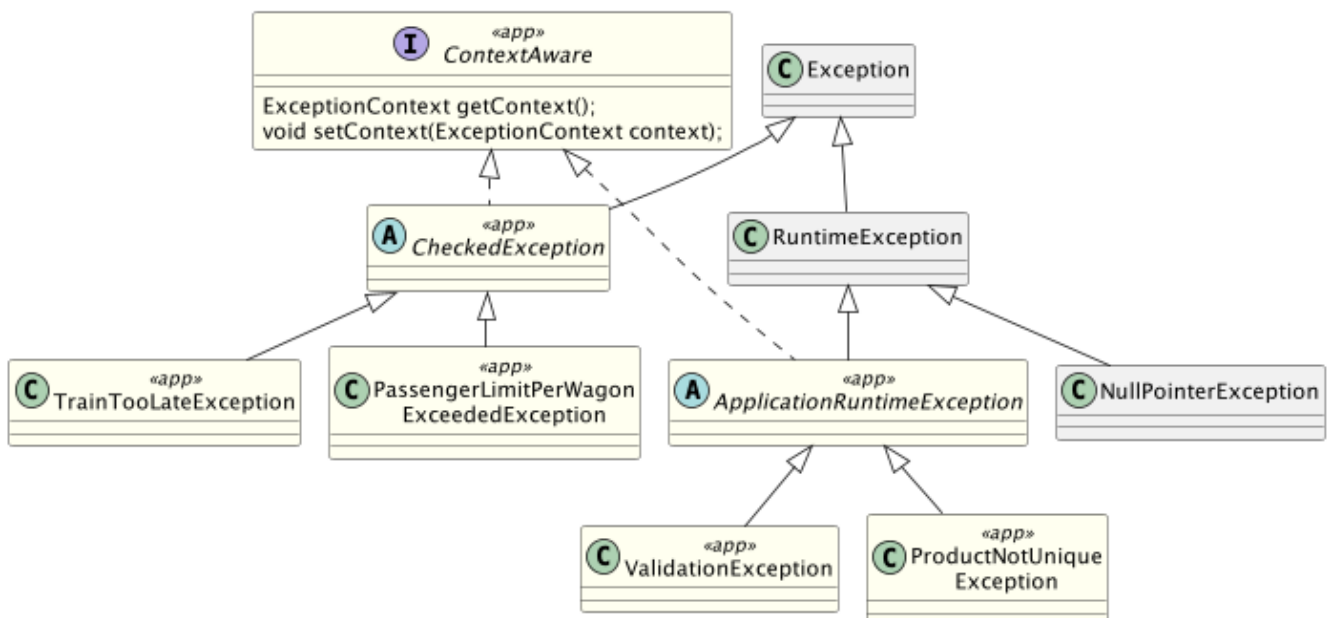 «app»
I
ContextAware
ExceptionContext getContext();
void setContext(ExceptionContext context);
C Exception
«app»
A
CheckedException
C RuntimeException
«app»
C
TrainTooLateException
«app»
C PassengerLimitPerWagon
ExceededException
«app»
A
ApplicationRuntimeException
C NullPointerException
«app»
C
ValidationException
«app»
C ProductNotUnique
Exception